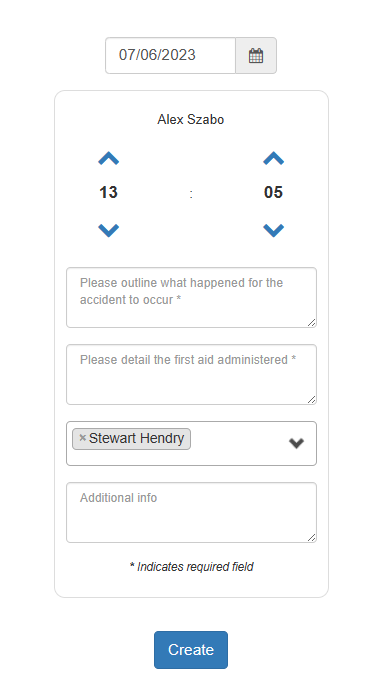 07/06/2023
Alex Szabo
13 : 05
Please outline what happened for the
accident to occur *
Please detail the first aid administered *
× Stewart Hendry
Additional info
* Indicates required field
Create